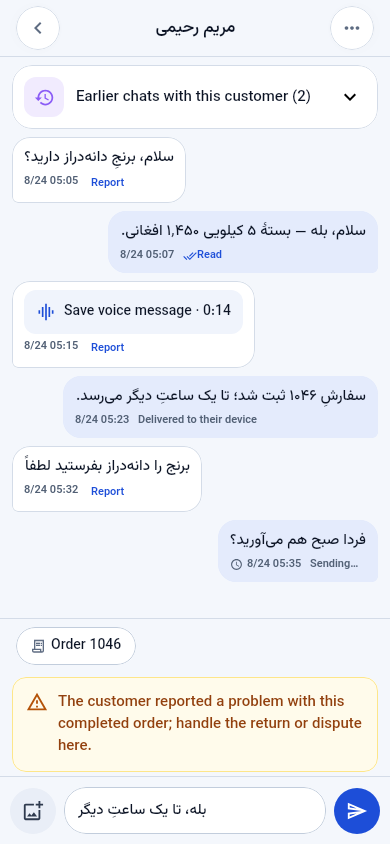 مریم رحیمی
Earlier chats with this customer (2)
سلام، برنجِ دانه‌دراز دارید؟
8/24 05:05 Report
سلام، بله — بستهٔ ۵ کیلویی ۱٬۴۵۰ افغانی.
8/24 05:07 Read
Save voice message · 0:14
8/24 05:15 Report
سفارشِ ۱۰۴۶ ثبت شد؛ تا یک ساعتِ دیگر می‌رسد.
8/24 05:23 Delivered to their device
برنج را دانه‌دراز بفرستید لطفاً
8/24 05:32 Report
فردا صبح هم می‌آورید؟
8/24 05:35 Sending…
Order 1046
The customer reported a problem with this
completed order; handle the return or dispute
here.
بله، تا یک ساعتِ دیگر